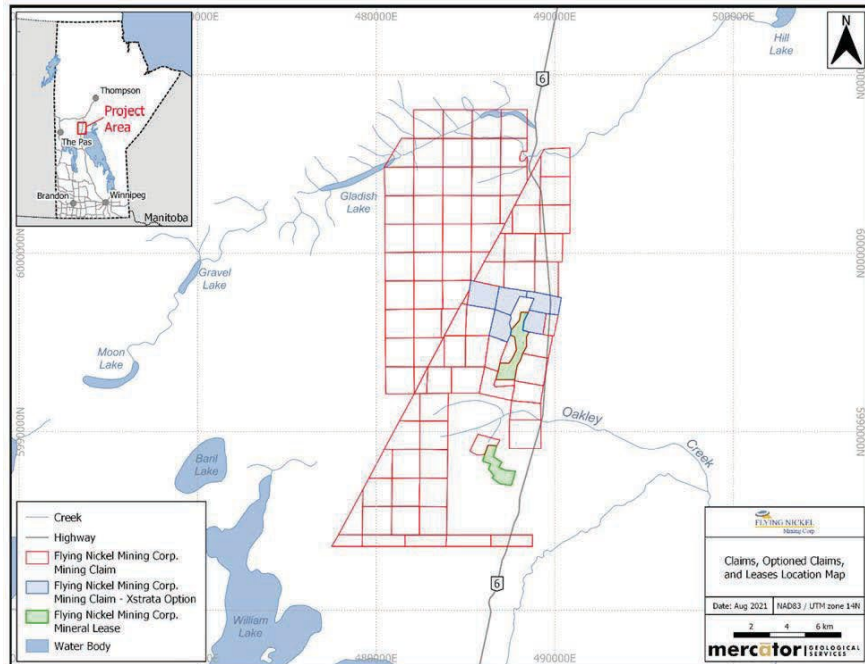 480000E
490000E
500000E
N
6
Hill
Lake
Thompson
Project
Area
The Pas
Brandon
Winnipeg
Manitoba
Gladish
Lake
6000000N
6000000N
Gravel
Lake
Moon
Lake
Oakley
Creek
5990000N
Baril
Lake
William
Lake
6
Creek
Highway
Flying Nickel Mining Corp.
Mining Claim
Flying Nickel Mining Corp.
Mining Claim - Xstrata Option
Flying Nickel Mining Corp.
Mineral Lease
Water Body
480000E
490000E
FLYING NICKEL
Mining Corp.
Claims, Optioned Claims,
and Leases Location Map
Date: Aug 2021
NAD83 / UTM zone 14N
2 4 6 km
mercator GEOLOGICAL
SERVICES